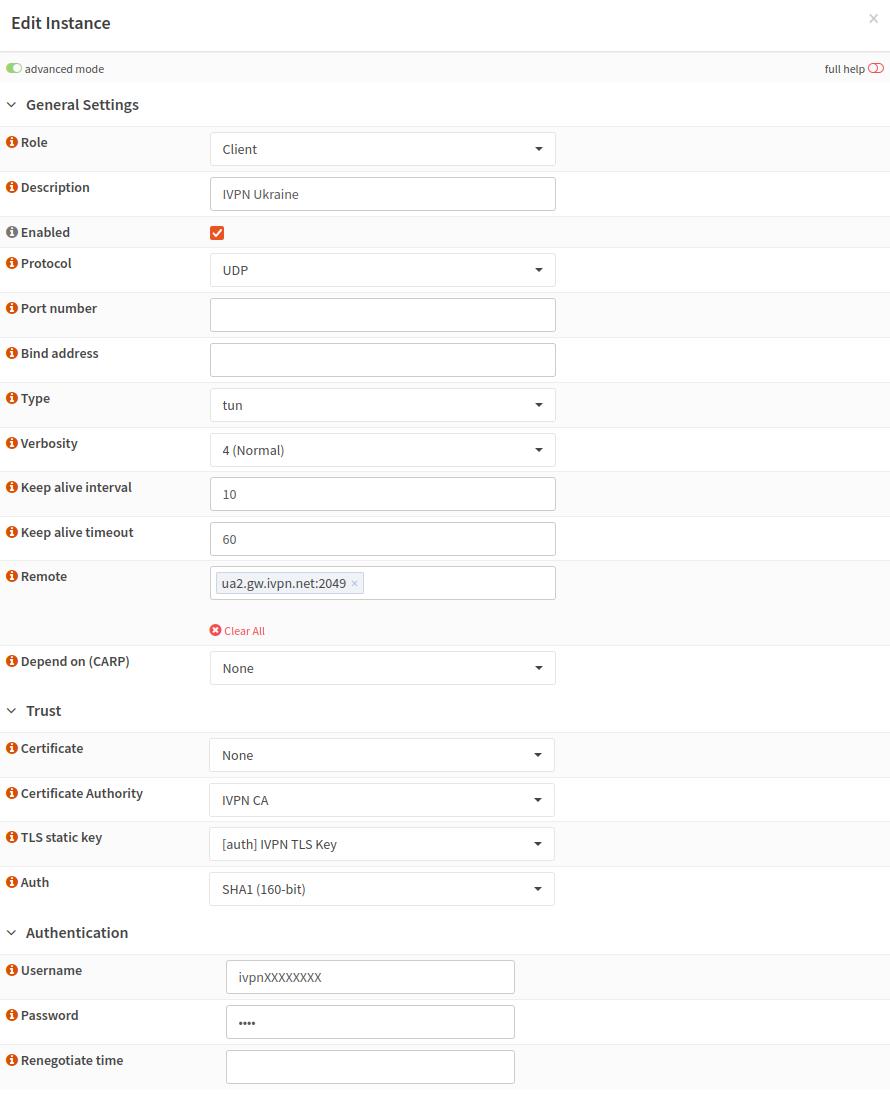 Edit Instance ×
advanced mode full help
General Settings
Role Client
Description IVPN Ukraine
Enabled
Protocol UDP
Port number
Bind address
Type tun
Verbosity 4 (Normal)
Keep alive interval 10
Keep alive timeout 60
Remote ua2.gw.ivpn.net:2049 ×
Clear All
Depend on (CARP) None
Trust
Certificate None
Certificate Authority IVPN CA
TLS static key [auth] IVPN TLS Key
Auth SHA1 (160-bit)
Authentication
Username ivpnXXXXXXXX
Password ••••
Renegotiate time